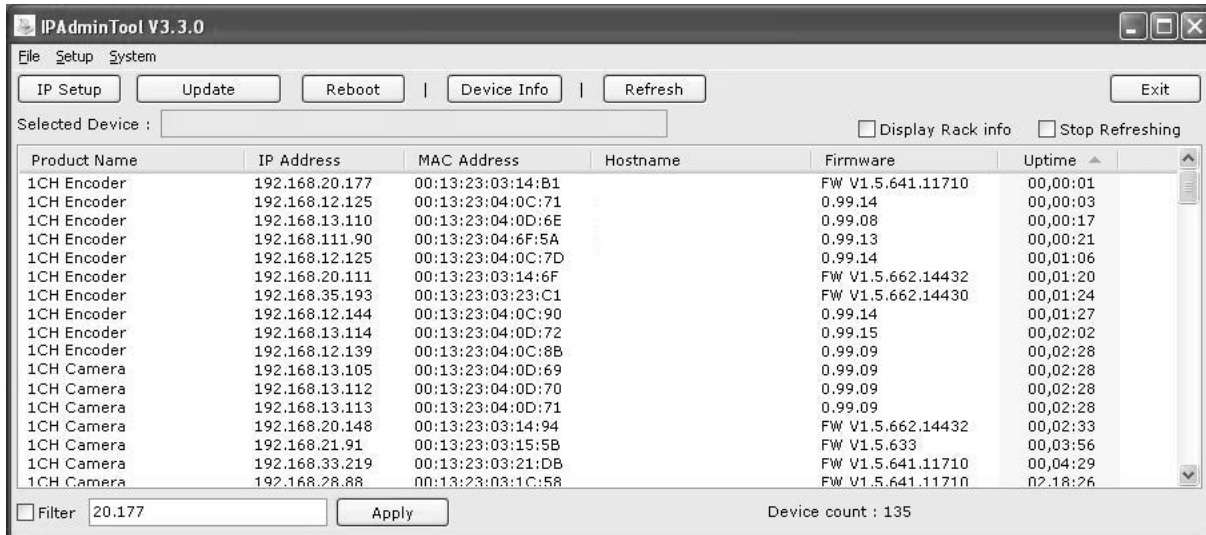 IPAdminTool V3.3.0
File Setup System
IP Setup Update Reboot | Device Info | Refresh Exit
Selected Device : Display Rack info Stop Refreshing
Product Name IP Address MAC Address Hostname Firmware Uptime
1CH Encoder 192.168.20.177 00:13:23:03:14:B1 FW V1.5.641.11710 00,00:01
1CH Encoder 192.168.12.125 00:13:23:04:0C:71 0.99.14 00,00:03
1CH Encoder 192.168.13.110 00:13:23:04:0D:6E 0.99.08 00,00:17
1CH Encoder 192.168.111.90 00:13:23:04:6F:5A 0.99.13 00,00:21
1CH Encoder 192.168.12.125 00:13:23:04:0C:7D 0.99.14 00,01:06
1CH Encoder 192.168.20.111 00:13:23:03:14:6F FW V1.5.662.14432 00,01:20
1CH Encoder 192.168.35.193 00:13:23:03:23:C1 FW V1.5.662.14430 00,01:24
1CH Encoder 192.168.12.144 00:13:23:04:0C:90 0.99.14 00,01:27
1CH Encoder 192.168.13.114 00:13:23:04:0D:72 0.99.15 00,02:02
1CH Encoder 192.168.12.139 00:13:23:04:0C:8B 0.99.09 00,02:28
1CH Camera 192.168.13.105 00:13:23:04:0D:69 0.99.09 00,02:28
1CH Camera 192.168.13.112 00:13:23:04:0D:70 0.99.09 00,02:28
1CH Camera 192.168.13.113 00:13:23:04:0D:71 0.99.09 00,02:28
1CH Camera 192.168.20.148 00:13:23:03:14:94 FW V1.5.662.14432 00,02:33
1CH Camera 192.168.21.91 00:13:23:03:15:5B FW V1.5.633 00,03:56
1CH Camera 192.168.33.219 00:13:23:03:21:DB FW V1.5.641.11710 00,04:29
1CH Camera 192.168.28.88 00:13:23:03:1C:58 FW V1.5.641.11710 02,18:26
Filter 20.177 Apply Device count : 135